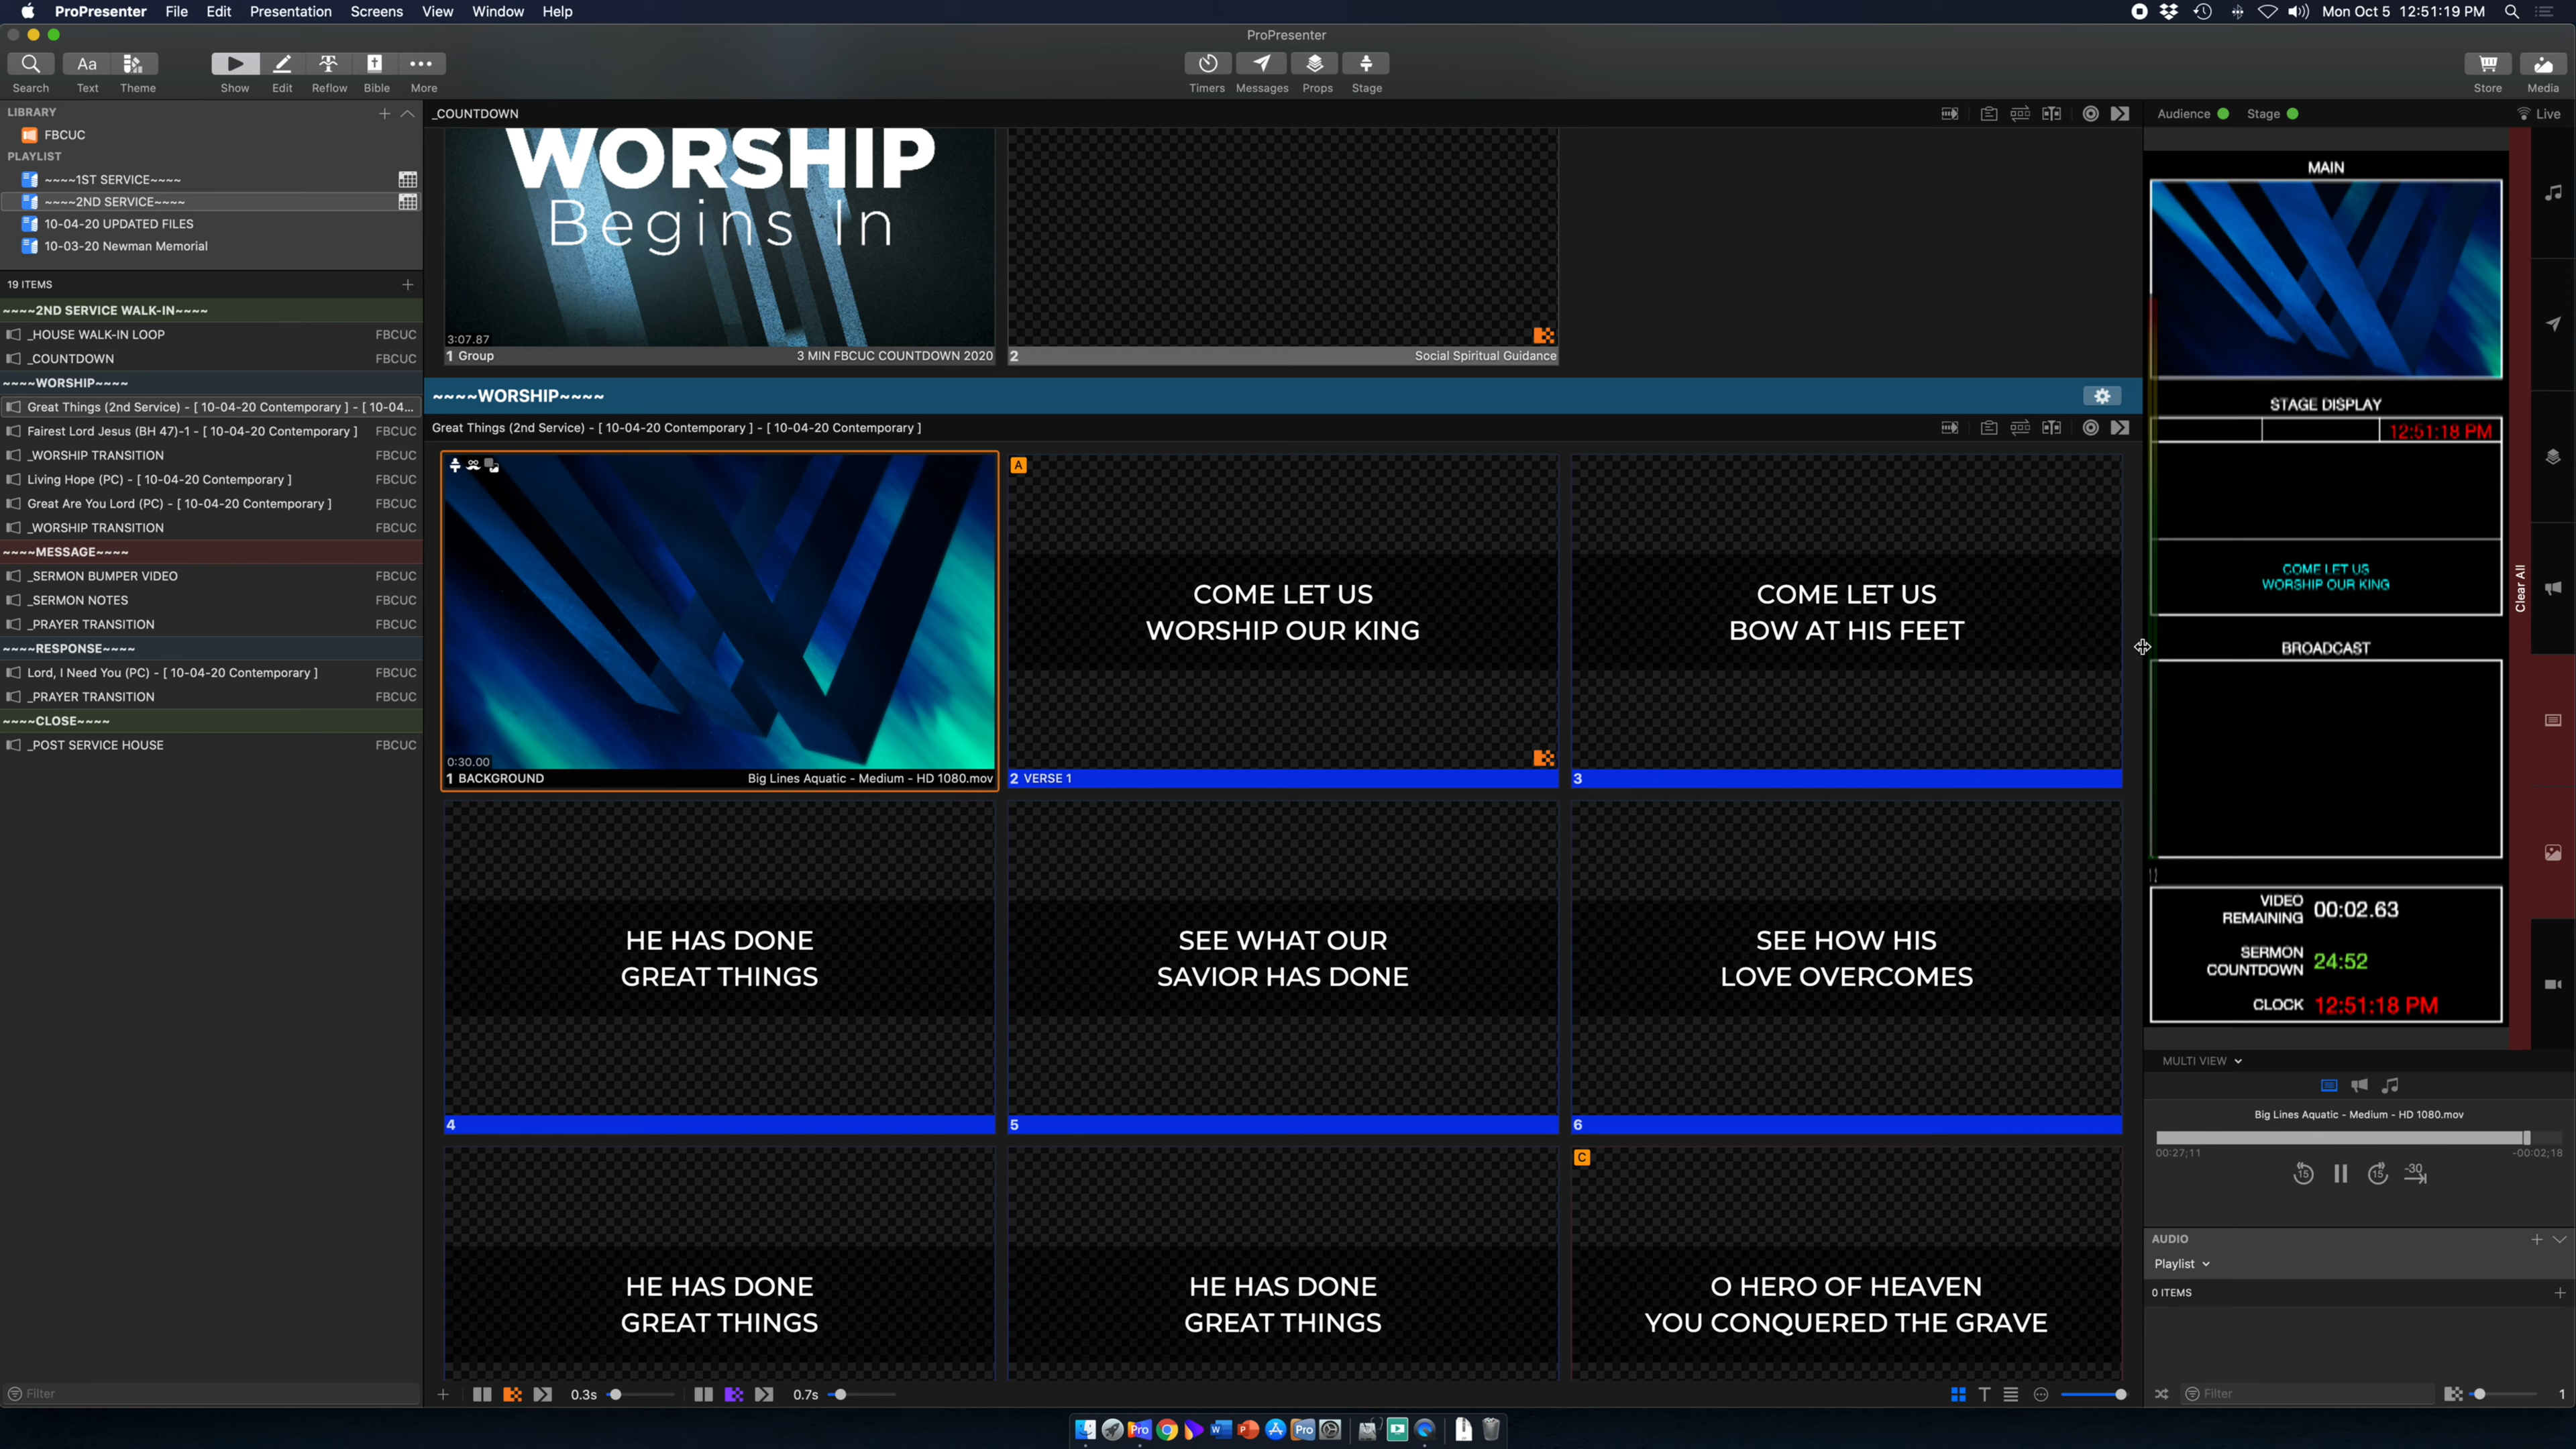 ProPresenter File Edit Presentation Screens View Window Help
Mon Oct 5 12:51:19 PM
ProPresenter
Aa
Search Text Theme Show Edit Reflow Bible More
Timers Messages Props Stage
Store Media
LIBRARY
FBCUC
PLAYLIST
~~~~1ST SERVICE~~~~
~~~~2ND SERVICE~~~~
10-04-20 UPDATED FILES
10-03-20 Newman Memorial
19 ITEMS
~~~~2ND SERVICE WALK-IN~~~~
_HOUSE WALK-IN LOOP FBCUC
_COUNTDOWN FBCUC
~~~~WORSHIP~~~~
Great Things (2nd Service) - [ 10-04-20 Contemporary ] - [ 10-04...
Fairest Lord Jesus (BH 47)-1 - [ 10-04-20 Contemporary ] FBCUC
_WORSHIP TRANSITION FBCUC
Living Hope (PC) - [ 10-04-20 Contemporary ] FBCUC
Great Are You Lord (PC) - [ 10-04-20 Contemporary ] FBCUC
_WORSHIP TRANSITION FBCUC
~~~~MESSAGE~~~~
_SERMON BUMPER VIDEO FBCUC
_SERMON NOTES FBCUC
_PRAYER TRANSITION FBCUC
~~~~RESPONSE~~~~
Lord, I Need You (PC) - [ 10-04-20 Contemporary ] FBCUC
_PRAYER TRANSITION FBCUC
~~~~CLOSE~~~~
_POST SERVICE HOUSE FBCUC
Filter
_COUNTDOWN
WORSHIP
Begins In
3:07.87
1 Group 3 MIN FBCUC COUNTDOWN 2020
2 Social Spiritual Guidance
~~~~WORSHIP~~~~
Great Things (2nd Service) - [ 10-04-20 Contemporary ] - [ 10-04-20 Contemporary ]
0:30.00
1 BACKGROUND Big Lines Aquatic - Medium - HD 1080.mov
A
COME LET US
WORSHIP OUR KING
2 VERSE 1
COME LET US
BOW AT HIS FEET
3
HE HAS DONE
GREAT THINGS
4
SEE WHAT OUR
SAVIOR HAS DONE
5
SEE HOW HIS
LOVE OVERCOMES
6
HE HAS DONE
GREAT THINGS
HE HAS DONE
GREAT THINGS
C
O HERO OF HEAVEN
YOU CONQUERED THE GRAVE
0.3s 0.7s
Audience Stage Live
MAIN
STAGE DISPLAY
12:51:18 PM
COME LET US
WORSHIP OUR KING
BROADCAST
Clear All
VIDEO
REMAINING 00:02.63
SERMON
COUNTDOWN 24:52
CLOCK 12:51:18 PM
MULTI VIEW
Big Lines Aquatic - Medium - HD 1080.mov
00:27;11 -00:02;18
15 15 -30
AUDIO
Playlist
0 ITEMS
Filter 1
Pro W P Pro